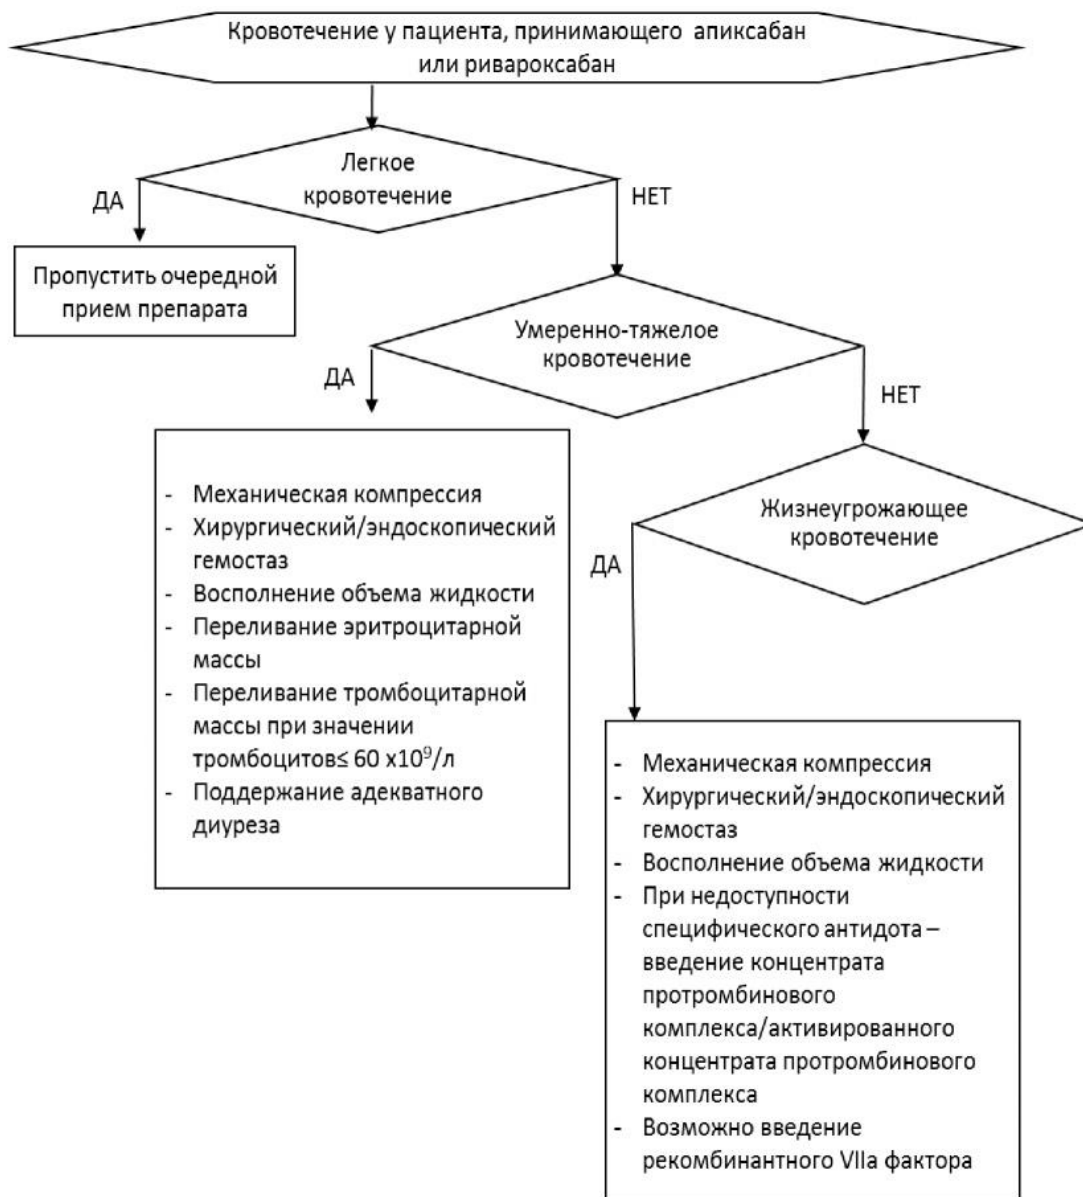 Кровотечение у пациента, принимающего апиксабан
или ривароксабан
Легкое
кровотечение
ДА
НЕТ
Пропустить очередной
прием препарата
Умеренно-тяжелое
кровотечение
ДА
НЕТ
- Механическая компрессия
- Хирургический/эндоскопический
гемостаз
- Восполнение объема жидкости
- Переливание эритроцитарной
массы
- Переливание тромбоцитарной
массы при значении
тромбоцитов≤ 60 x10⁹/л
- Поддержание адекватного
диуреза
Жизнеугрожающее
кровотечение
ДА
- Механическая компрессия
- Хирургический/эндоскопический
гемостаз
- Восполнение объема жидкости
- При недоступности
специфического антидота –
введение концентрата
протромбинового
комплекса/активированного
концентрата протромбинового
комплекса
- Возможно введение
рекомбинантного VIIa фактора